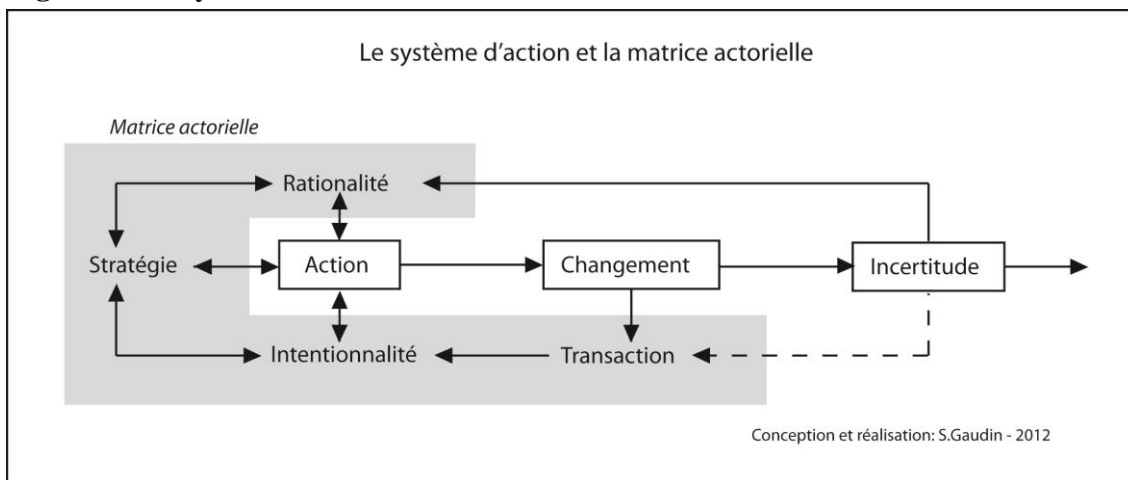 Le système d'action et la matrice actorielle
Matrice actorielle
Rationalité
Stratégie
Action
Changement
Incertitude
Intentionnalité
Transaction
Conception et réalisation: S.Gaudin - 2012